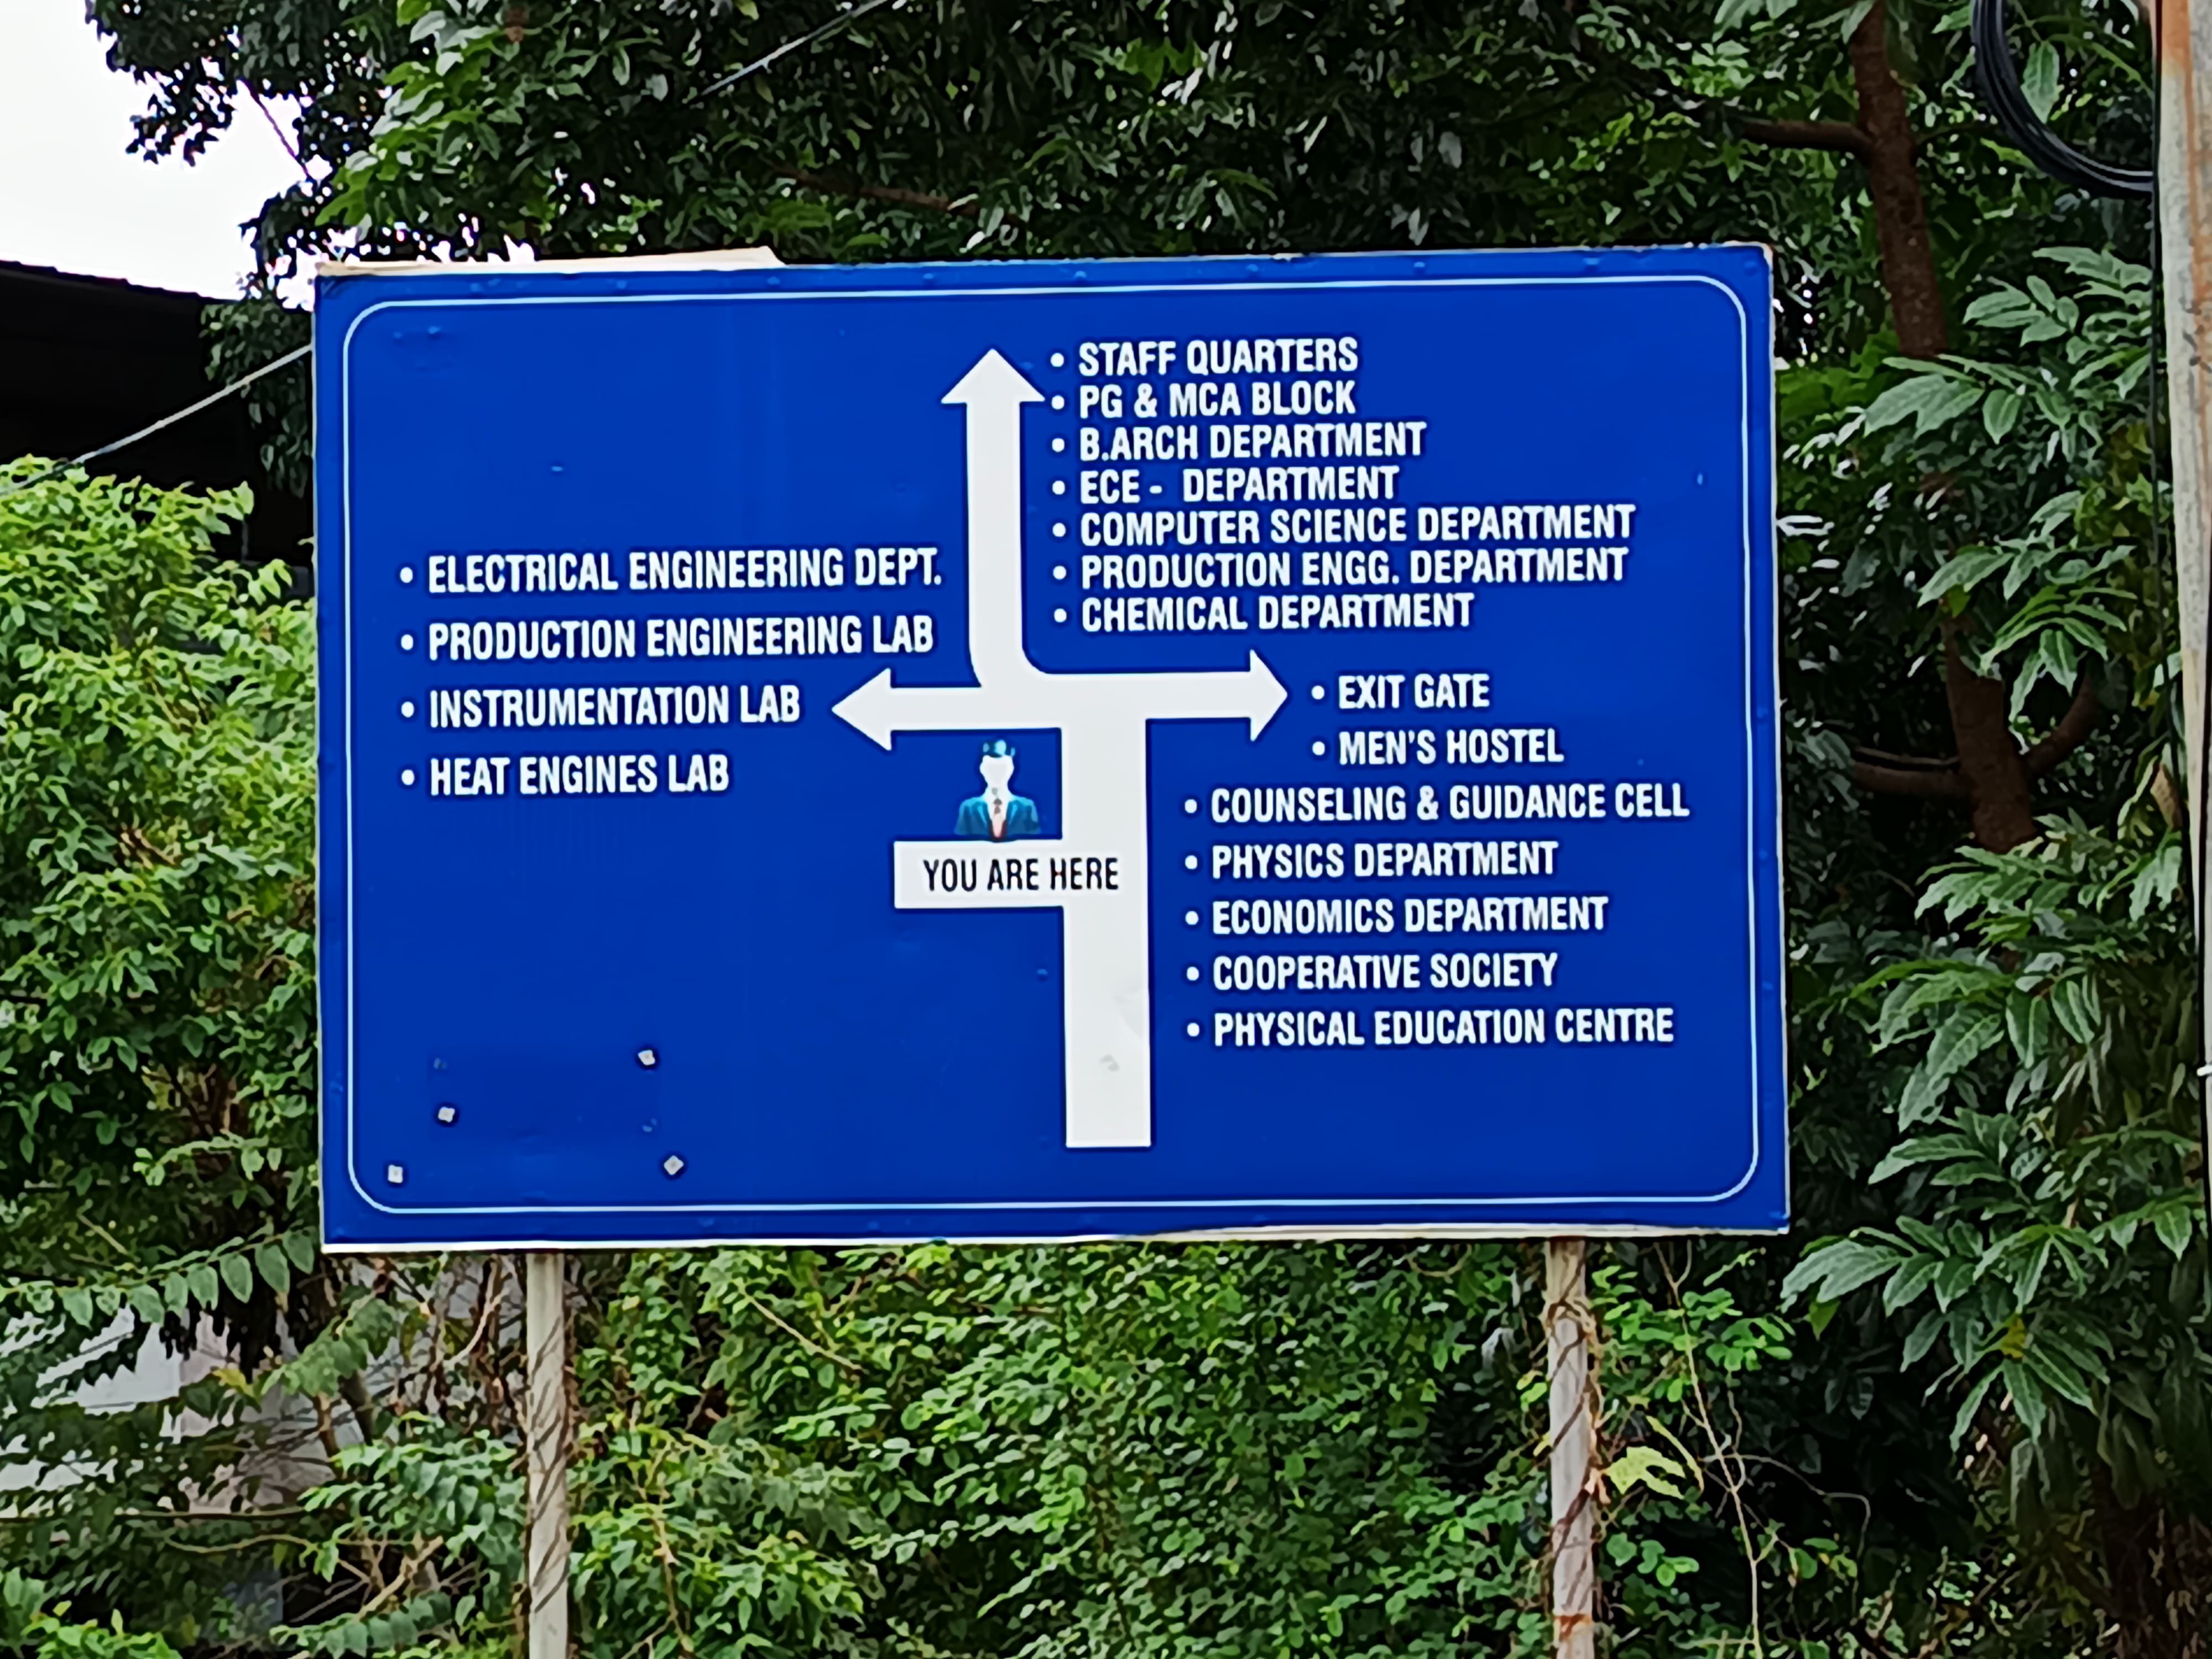 • STAFF QUARTERS
• PG & MCA BLOCK
• B.ARCH DEPARTMENT
• ECE - DEPARTMENT
• COMPUTER SCIENCE DEPARTMENT
• PRODUCTION ENGG. DEPARTMENT
• CHEMICAL DEPARTMENT
• ELECTRICAL ENGINEERING DEPT.
• PRODUCTION ENGINEERING LAB
• INSTRUMENTATION LAB
• HEAT ENGINES LAB
• EXIT GATE
• MEN'S HOSTEL
• COUNSELING & GUIDANCE CELL
• PHYSICS DEPARTMENT
• ECONOMICS DEPARTMENT
• COOPERATIVE SOCIETY
• PHYSICAL EDUCATION CENTRE
YOU ARE HERE